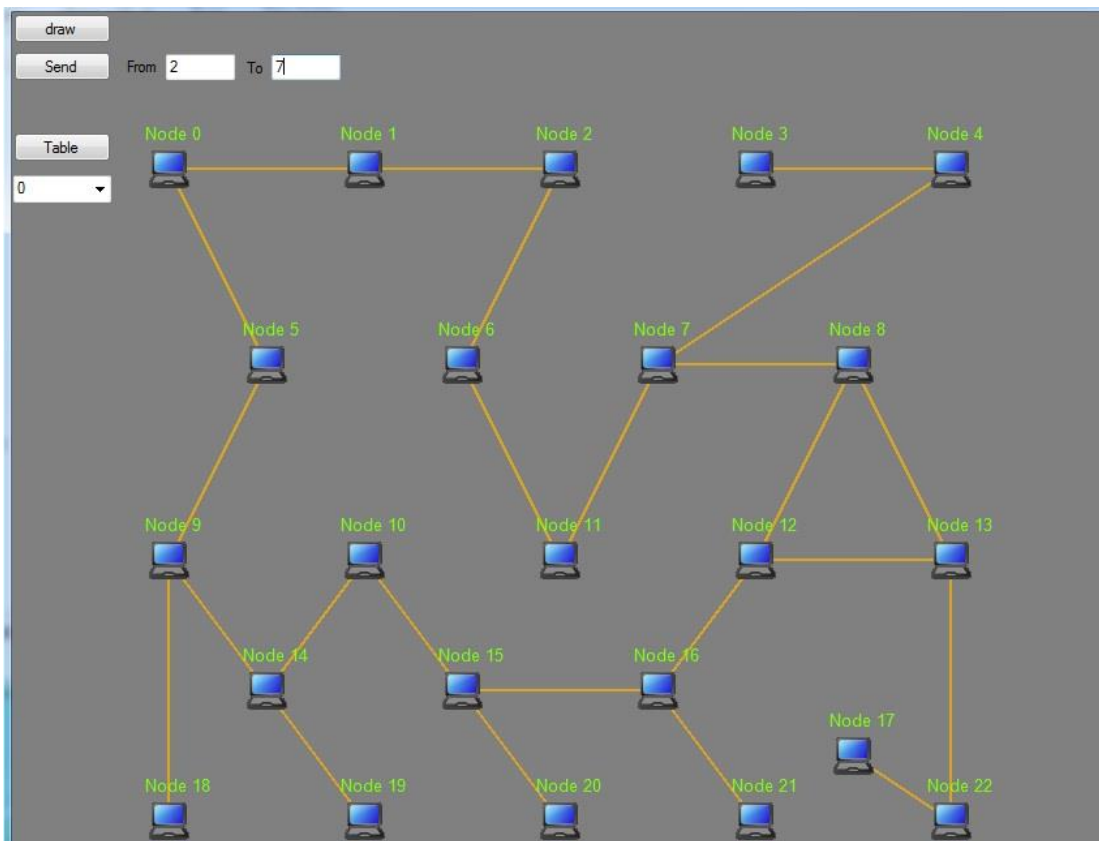 draw
Send From 2 To 7
Table
0
Node 0 Node 1 Node 2 Node 3 Node 4
Node 5 Node 6 Node 7 Node 8
Node 9 Node 10 Node 11 Node 12 Node 13
Node 14 Node 15 Node 16
Node 17
Node 18 Node 19 Node 20 Node 21 Node 22